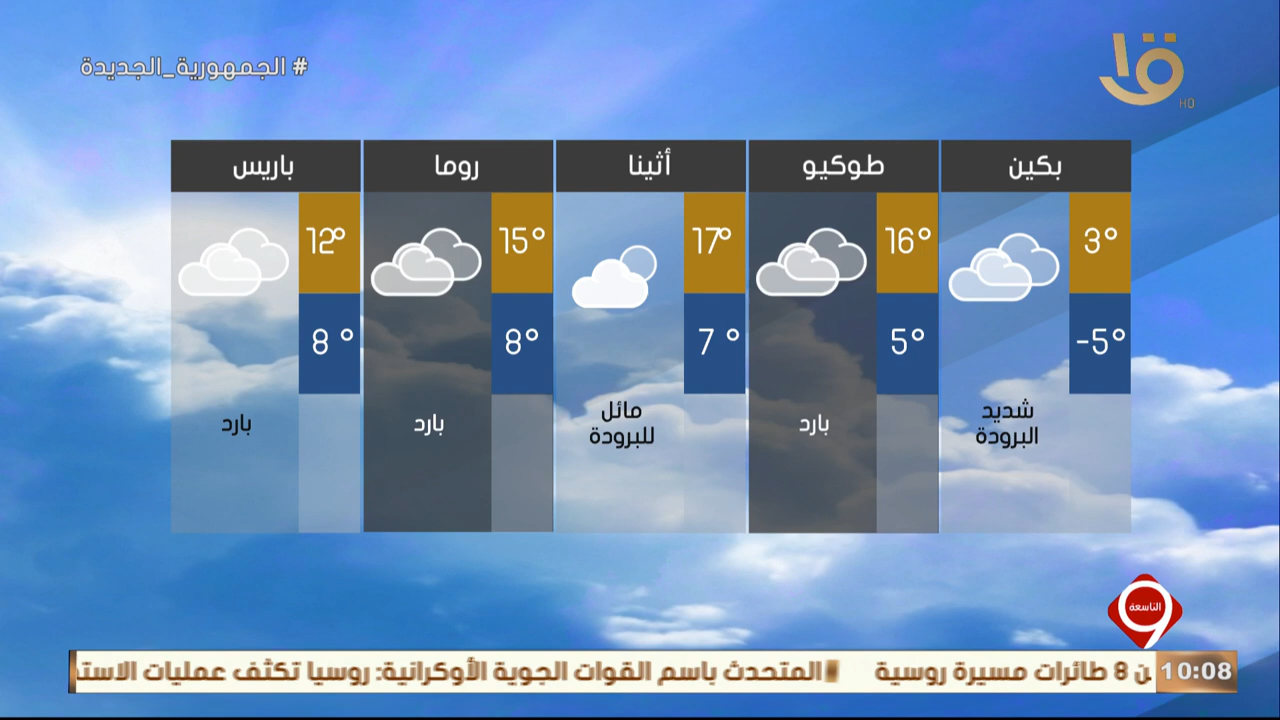 # الجمهورية_الجديدة
HD
بكين
3°
-5°
شديد
البرودة
طوكيو
16°
5°
بارد
أثينا
17°
7 °
مائل
للبرودة
روما
15°
8°
بارد
باريس
12°
8 °
بارد
التاسعة
9
10:08
8 طائرات مسيرة روسية
المتحدث باسم القوات الجوية الأوكرانية: روسيا تكثف عمليات